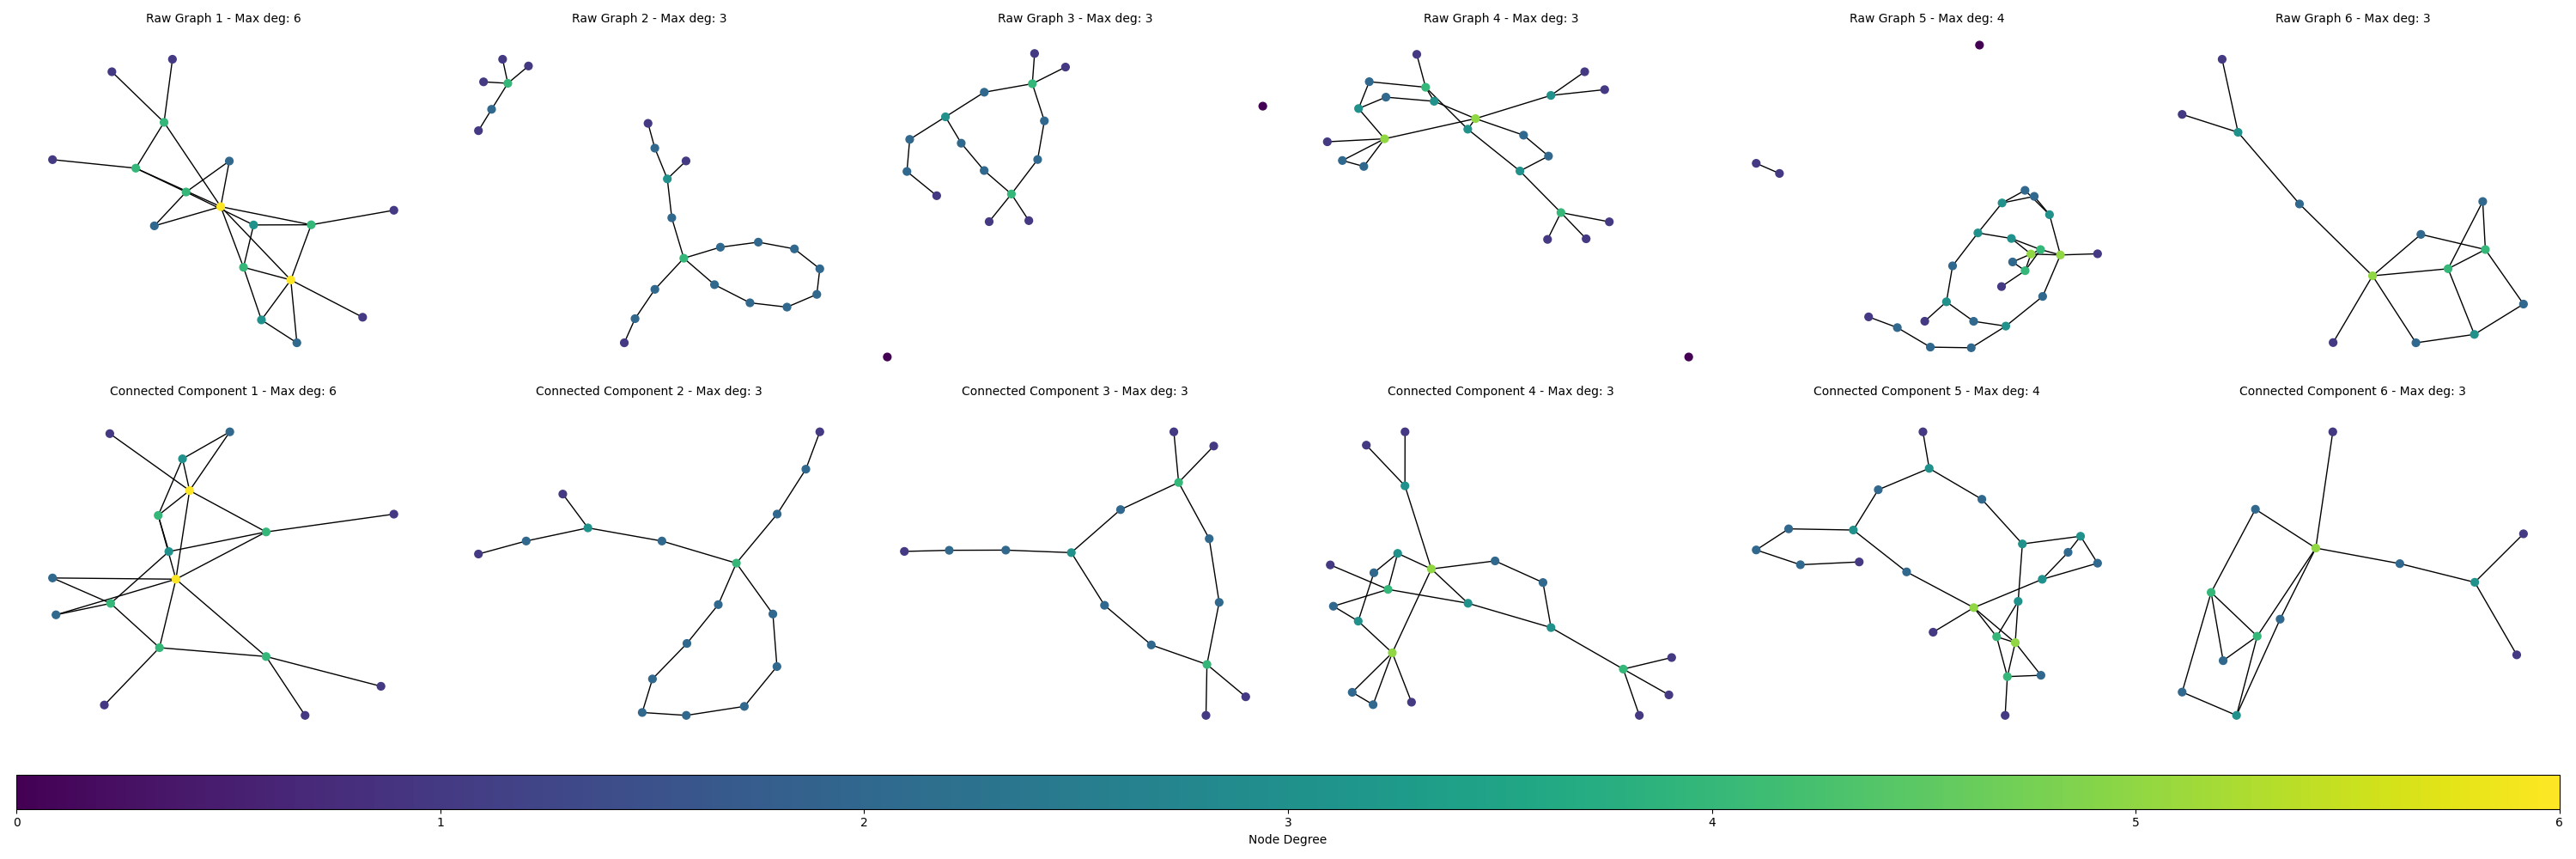 Raw Graph 1 - Max deg: 6
Raw Graph 2 - Max deg: 3
Raw Graph 3 - Max deg: 3
Raw Graph 4 - Max deg: 3
Raw Graph 5 - Max deg: 4
Raw Graph 6 - Max deg: 3
Connected Component 1 - Max deg: 6
Connected Component 2 - Max deg: 3
Connected Component 3 - Max deg: 3
Connected Component 4 - Max deg: 3
Connected Component 5 - Max deg: 4
Connected Component 6 - Max deg: 3
0 1 2 3 4 5 6
Node Degree